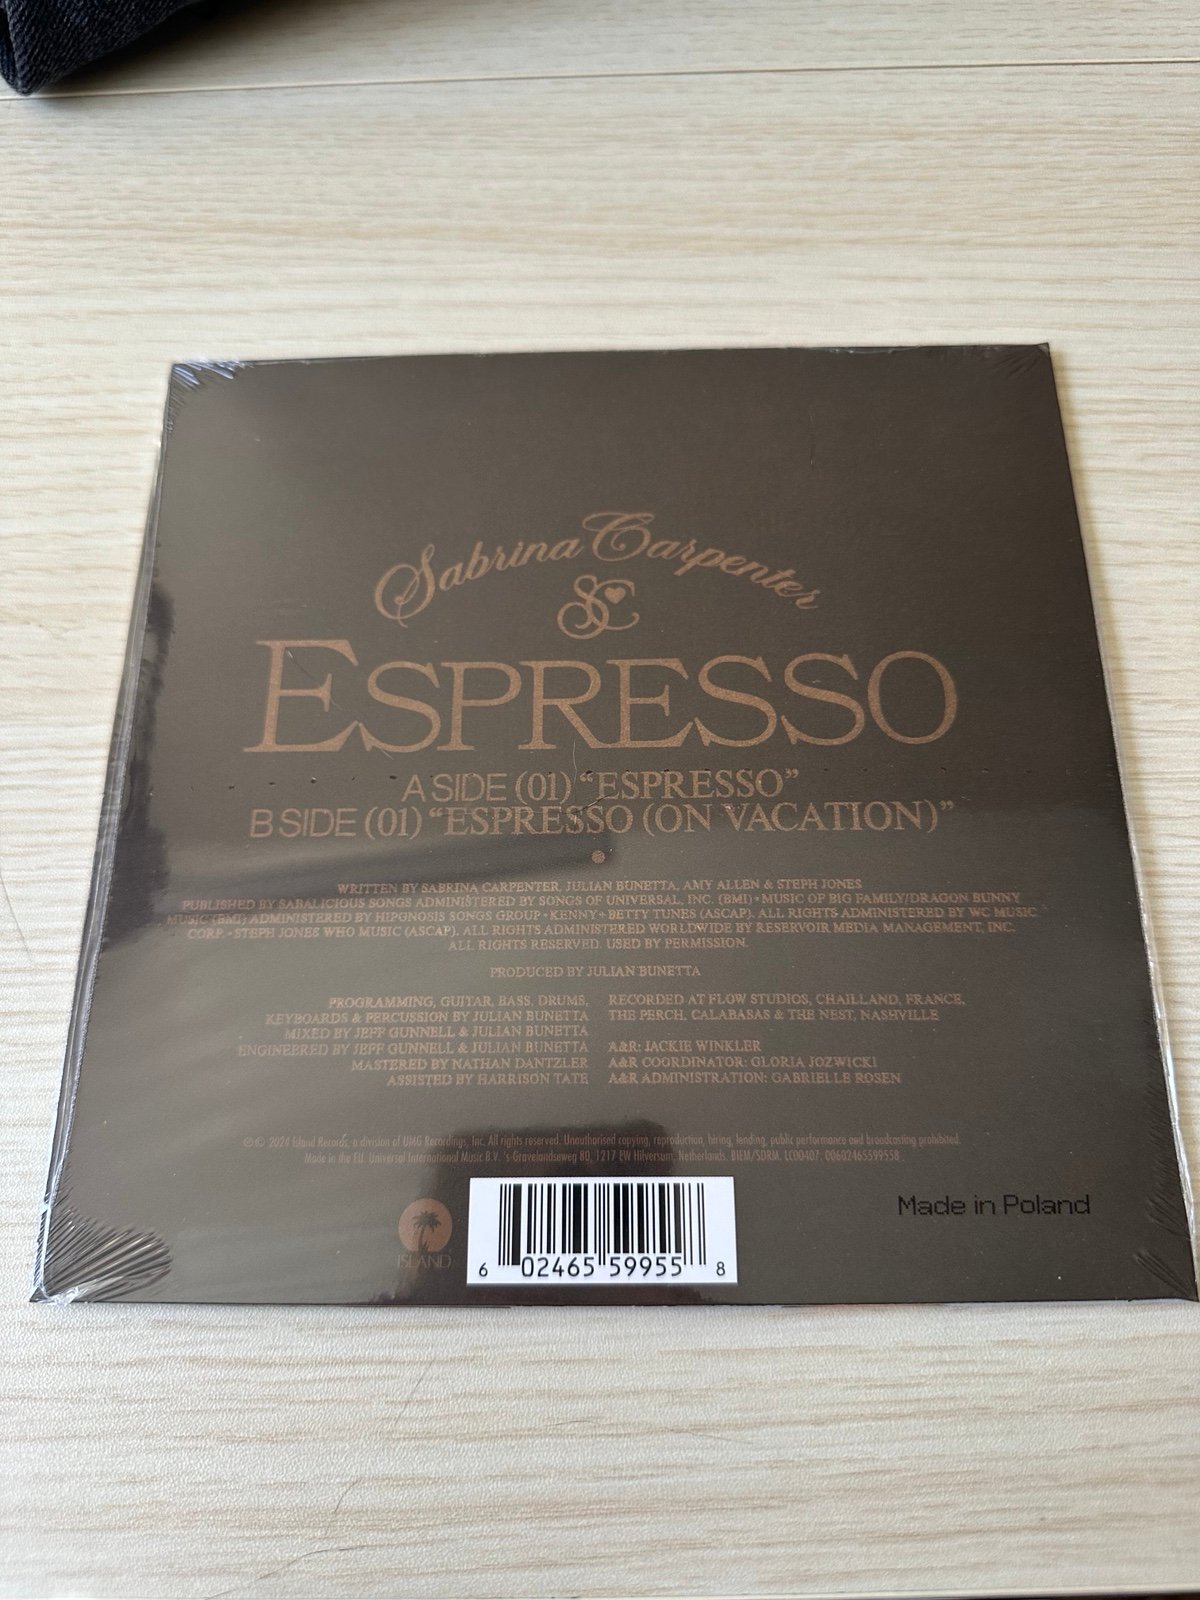 Sabrina Carpenter
SC
ESPRESSO
A SIDE (01) “ESPRESSO”
B SIDE (01) “ESPRESSO (ON VACATION)”
WRITTEN BY SABRINA CARPENTER, JULIAN BUNETTA, AMY ALLEN & STEPH JONES
PUBLISHED BY SABALICIOUS SONGS ADMINISTERED BY SONGS OF UNIVERSAL, INC. (BMI) • MUSIC OF BIG FAMILY/DRAGON BUNNY
MUSIC (BMI) ADMINISTERED BY HIPGNOSIS SONGS GROUP • KENNY + BETTY TUNES (ASCAP). ALL RIGHTS ADMINISTERED BY WC MUSIC
CORP. • STEPH JONES WHO MUSIC (ASCAP). ALL RIGHTS ADMINISTERED WORLDWIDE BY RESERVOIR MEDIA MANAGEMENT, INC.
ALL RIGHTS RESERVED. USED BY PERMISSION.
PRODUCED BY JULIAN BUNETTA
PROGRAMMING, GUITAR, BASS, DRUMS,
KEYBOARDS & PERCUSSION BY JULIAN BUNETTA
MIXED BY JEFF GUNNELL & JULIAN BUNETTA
ENGINEERED BY JEFF GUNNELL & JULIAN BUNETTA
MASTERED BY NATHAN DANTZLER
ASSISTED BY HARRISON TATE
RECORDED AT FLOW STUDIOS, CHAILLAND, FRANCE,
THE PERCH, CALABASAS & THE NEST, NASHVILLE
A&R: JACKIE WINKLER
A&R COORDINATOR: GLORIA JOZWICKI
A&R ADMINISTRATION: GABRIELLE ROSEN
℗© 2024 Island Records, a division of UMG Recordings, Inc. All rights reserved. Unauthorised copying, reproduction, hiring, lending, public performance and broadcasting prohibited.
Made in the EU. Universal International Music B.V. 's-Gravelandseweg 80, 1217 EW Hilversum, Netherlands. BIEM/SDRM. LC00407. 00602465599558
ISLAND
6 02465 59955 8
Made in Poland